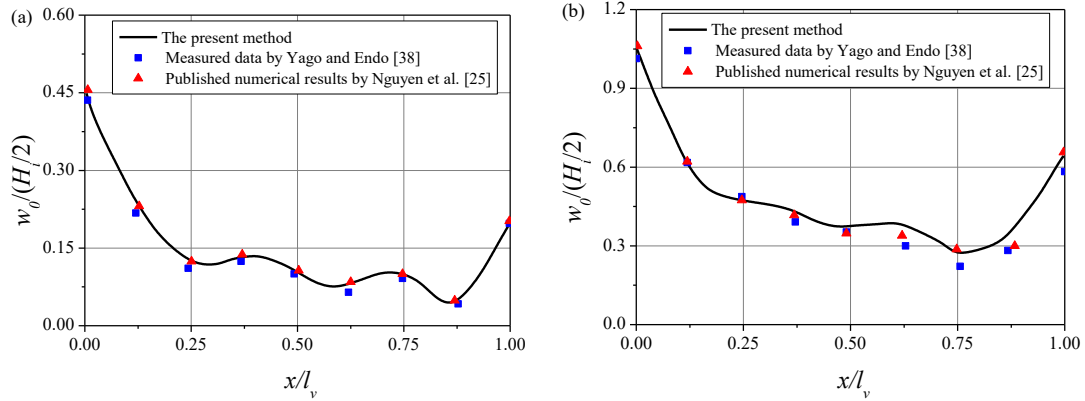 (a)
0.60
0.45
0.30
0.15
0.00
w0/(Hi/2)
The present method
Measured data by Yago and Endo [38]
Published numerical results by Nguyen et al. [25]
0.00 0.25 0.50 0.75 1.00
x/lv
(b)
1.2
0.9
0.6
0.3
0.0
w0/(Hi/2)
The present method
Measured data by Yago and Endo [38]
Published numerical results by Nguyen et al. [25]
0.00 0.25 0.50 0.75 1.00
x/lv